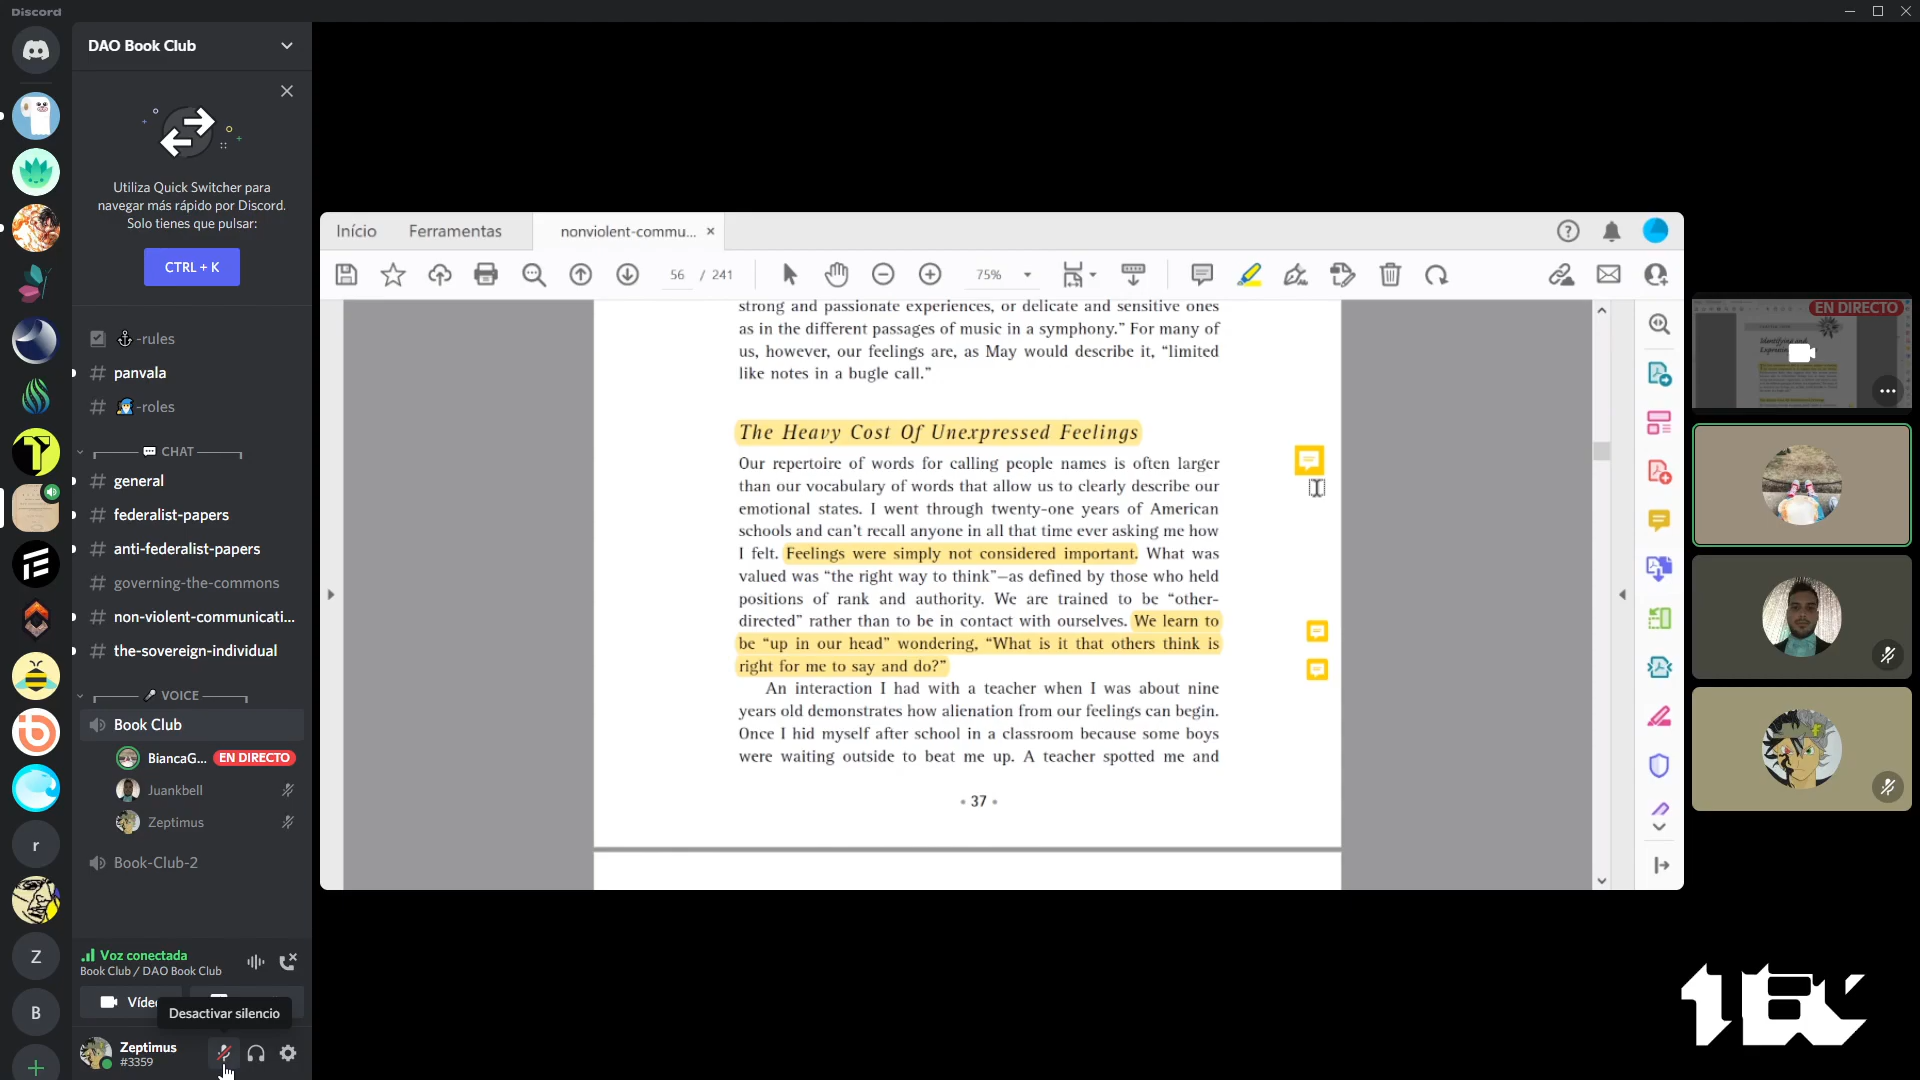 Discord
DAO Book Club
Utiliza Quick Switcher para
navegar más rápido por Discord.
Solo tienes que pulsar:
CTRL + K
-rules
panvala
-roles
CHAT
general
federalist-papers
anti-federalist-papers
governing-the-commons
non-violent-communicati...
the-sovereign-individual
VOICE
Book Club
BiancaG... EN DIRECTO
Juankbell
Zeptimus
Book-Club-2
r
Z
B
Voz conectada
Book Club / DAO Book Club
Desactivar silencio
Zeptimus
#3359
Início
Ferramentas
nonviolent-commu...
56 / 241
75%
strong and passionate experiences, or delicate and sensitive ones
as in the different passages of music in a symphony.” For many of
us, however, our feelings are, as May would describe it, “limited
like notes in a bugle call.”
The Heavy Cost Of Unexpressed Feelings
Our repertoire of words for calling people names is often larger
than our vocabulary of words that allow us to clearly describe our
emotional states. I went through twenty-one years of American
schools and can’t recall anyone in all that time ever asking me how
I felt. Feelings were simply not considered important. What was
valued was “the right way to think”—as defined by those who held
positions of rank and authority. We are trained to be “other-
directed” rather than to be in contact with ourselves. We learn to
be “up in our head” wondering, “What is it that others think is
right for me to say and do?”
An interaction I had with a teacher when I was about nine
years old demonstrates how alienation from our feelings can begin.
Once I hid myself after school in a classroom because some boys
were waiting outside to beat me up. A teacher spotted me and
• 37 •
EN DIRECTO
Identifying and